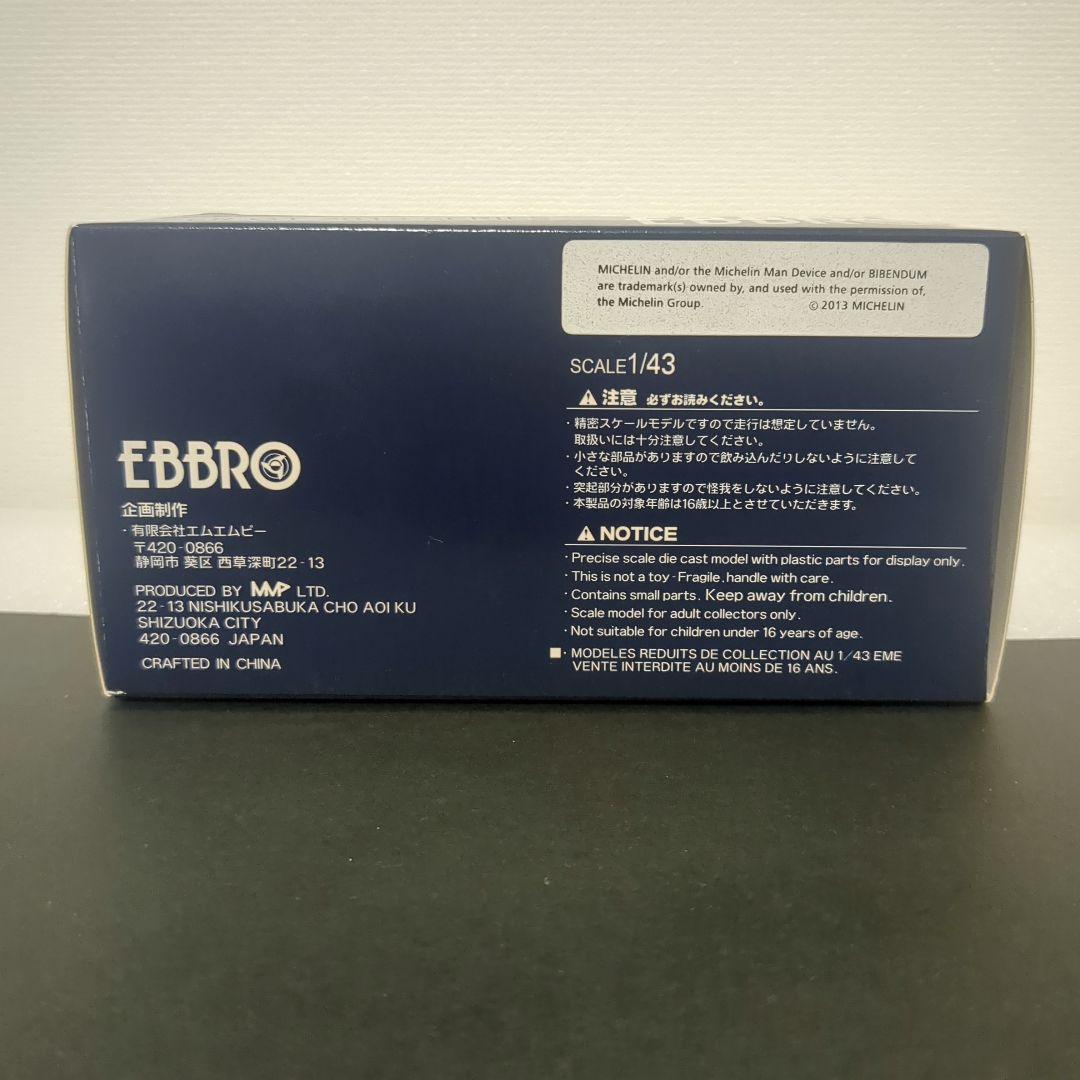 MICHELIN and/or the Michelin Man Device and/or BIBENDUM
are trademark(s) owned by, and used with the permission of,
the Michelin Group. © 2013 MICHELIN
SCALE 1/43
注意 必ずお読みください。
・精密スケールモデルですので走行は想定していません。
取扱いには十分注意してください。
・小さな部品がありますので飲み込んだりしないように注意して
ください。
・突起部分がありますので怪我をしないように注意してください。
・本製品の対象年齢は16歳以上とさせていただきます。
NOTICE
・Precise scale die cast model with plastic parts for display only.
・This is not a toy - Fragile, handle with care.
・Contains small parts. Keep away from children.
・Scale model for adult collectors only.
・Not suitable for children under 16 years of age.
・MODELES REDUITS DE COLLECTION AU 1/43 EME
VENTE INTERDITE AU MOINS DE 16 ANS.
EBBRO
企画制作
・有限会社エムエムピー
〒420-0866
静岡市 葵区 西草深町22-13
PRODUCED BY MMP LTD.
22-13 NISHIKUSABUKA CHO AOI KU
SHIZUOKA CITY
420-0866 JAPAN
CRAFTED IN CHINA